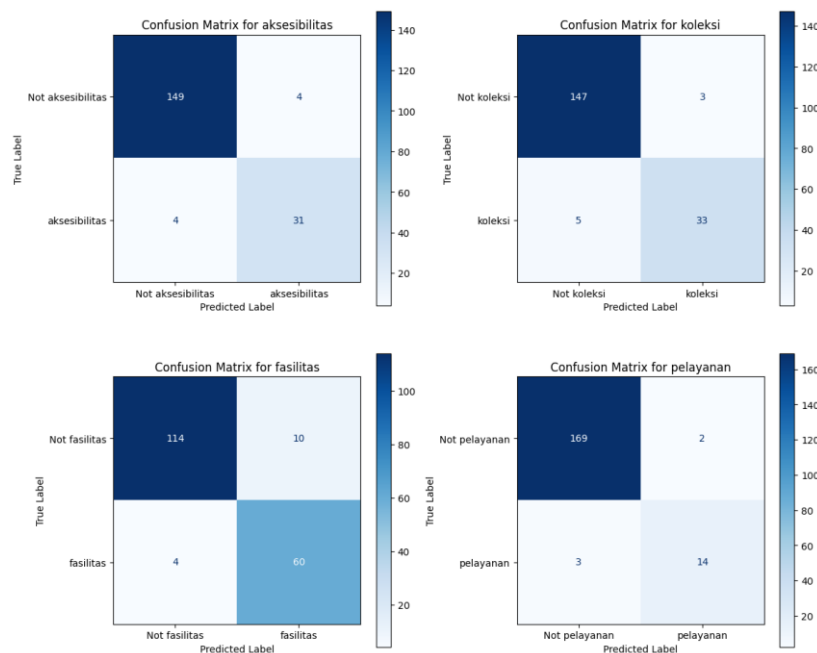 Confusion Matrix for aksesibilitas
True Label
Not aksesibilitas
aksesibilitas
149
4
4
31
Not aksesibilitas
aksesibilitas
Predicted Label
140
120
100
80
60
40
20
Confusion Matrix for koleksi
True Label
Not koleksi
koleksi
147
3
5
33
Not koleksi
koleksi
Predicted Label
140
120
100
80
60
40
20
Confusion Matrix for fasilitas
True Label
Not fasilitas
fasilitas
114
10
4
60
Not fasilitas
fasilitas
Predicted Label
100
80
60
40
20
Confusion Matrix for pelayanan
True Label
Not pelayanan
pelayanan
169
2
3
14
Not pelayanan
pelayanan
Predicted Label
160
140
120
100
80
60
40
20